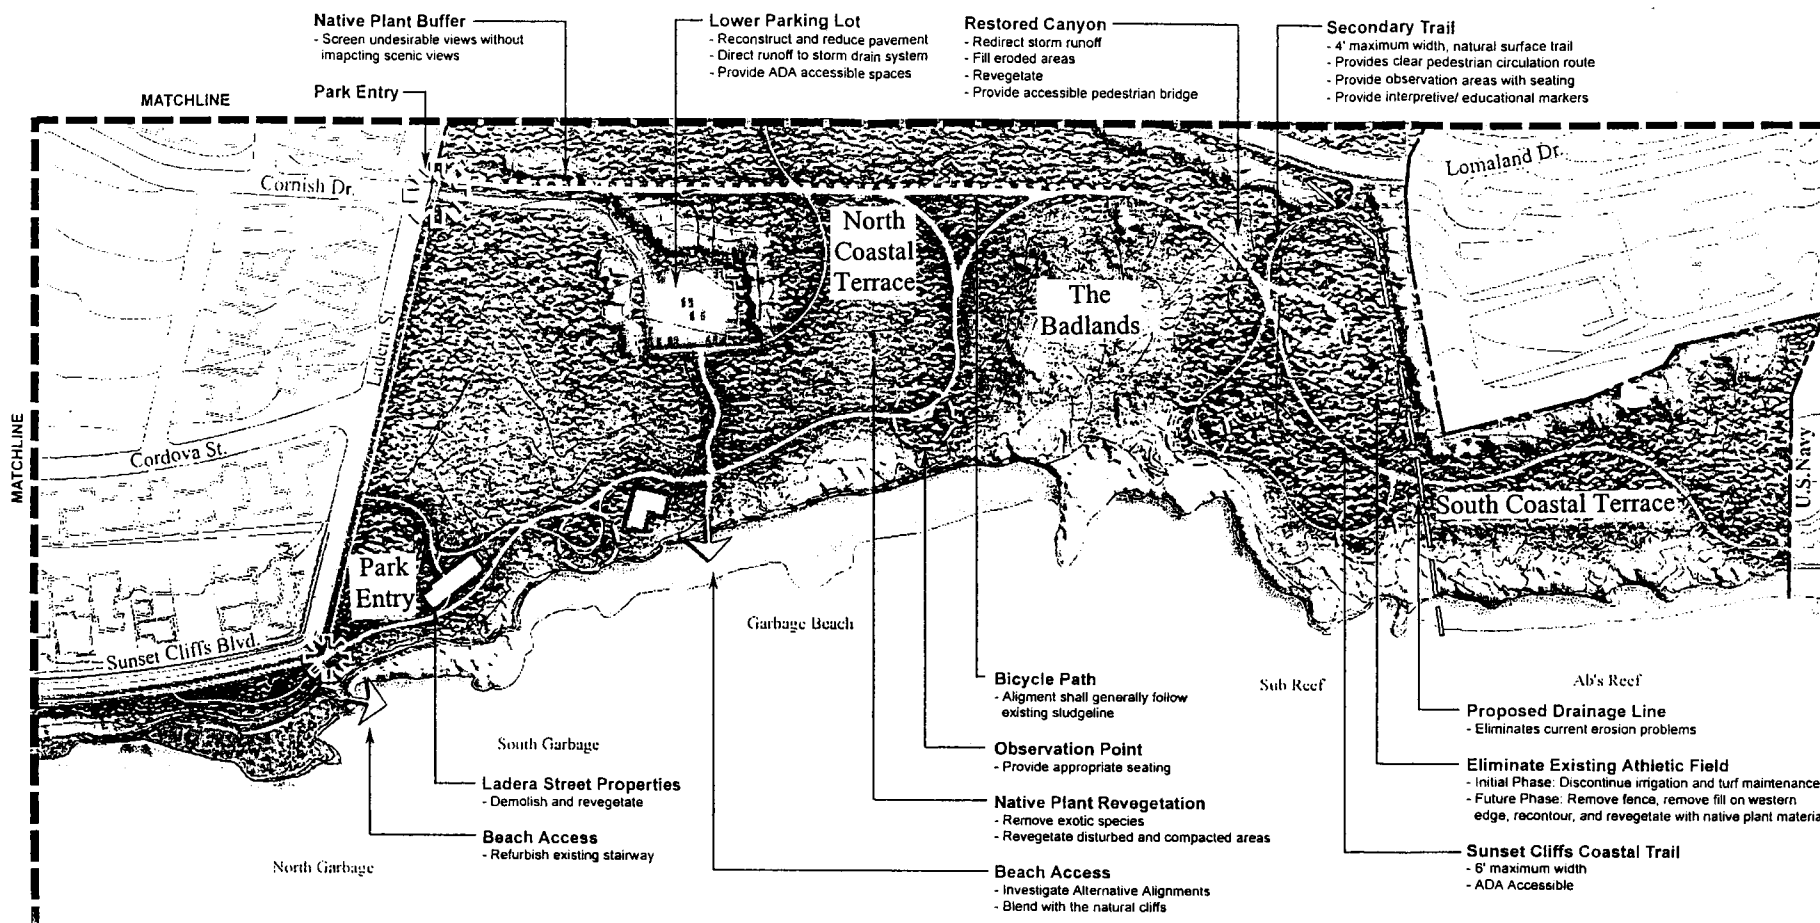 Native Plant Buffer
- Screen undesirable views without
imapcting scenic views
Park Entry
Lower Parking Lot
- Reconstruct and reduce pavement
- Direct runoff to storm drain system
- Provide ADA accessible spaces
Restored Canyon
- Redirect storm runoff
- Fill eroded areas
- Revegetate
- Provide accessible pedestrian bridge
Secondary Trail
- 4' maximum width, natural surface trail
- Provides clear pedestrian circulation route
- Provide observation areas with seating
- Provide interpretive/ educational markers
MATCHLINE
MATCHLINE
Cornish Dr.
Lomaland Dr.
North
Coastal
Terrace
The
Badlands
Ladera St.
Cordova St.
South Coastal Terrace
U.S.Navy
Park
Entry
Sunset Cliffs Blvd.
Garbage Beach
Sub Reef
Ab's Reef
South Garbage
North Garbage
Ladera Street Properties
- Demolish and revegetate
Beach Access
- Refurbish existing stairway
Bicycle Path
- Aligment shall generally follow
existing sludgeline
Observation Point
- Provide appropriate seating
Native Plant Revegetation
- Remove exotic species
- Revegetate disturbed and compacted areas
Beach Access
- Investigate Alternative Alignments
- Blend with the natural cliffs
Proposed Drainage Line
- Eliminates current erosion problems
Eliminate Existing Athletic Field
- Initial Phase: Discontinue irrigation and turf maintenance
- Future Phase: Remove fence, remove fill on western
edge, recontour, and revegetate with native plant materia
Sunset Cliffs Coastal Trail
- 6' maximum width
- ADA Accessible